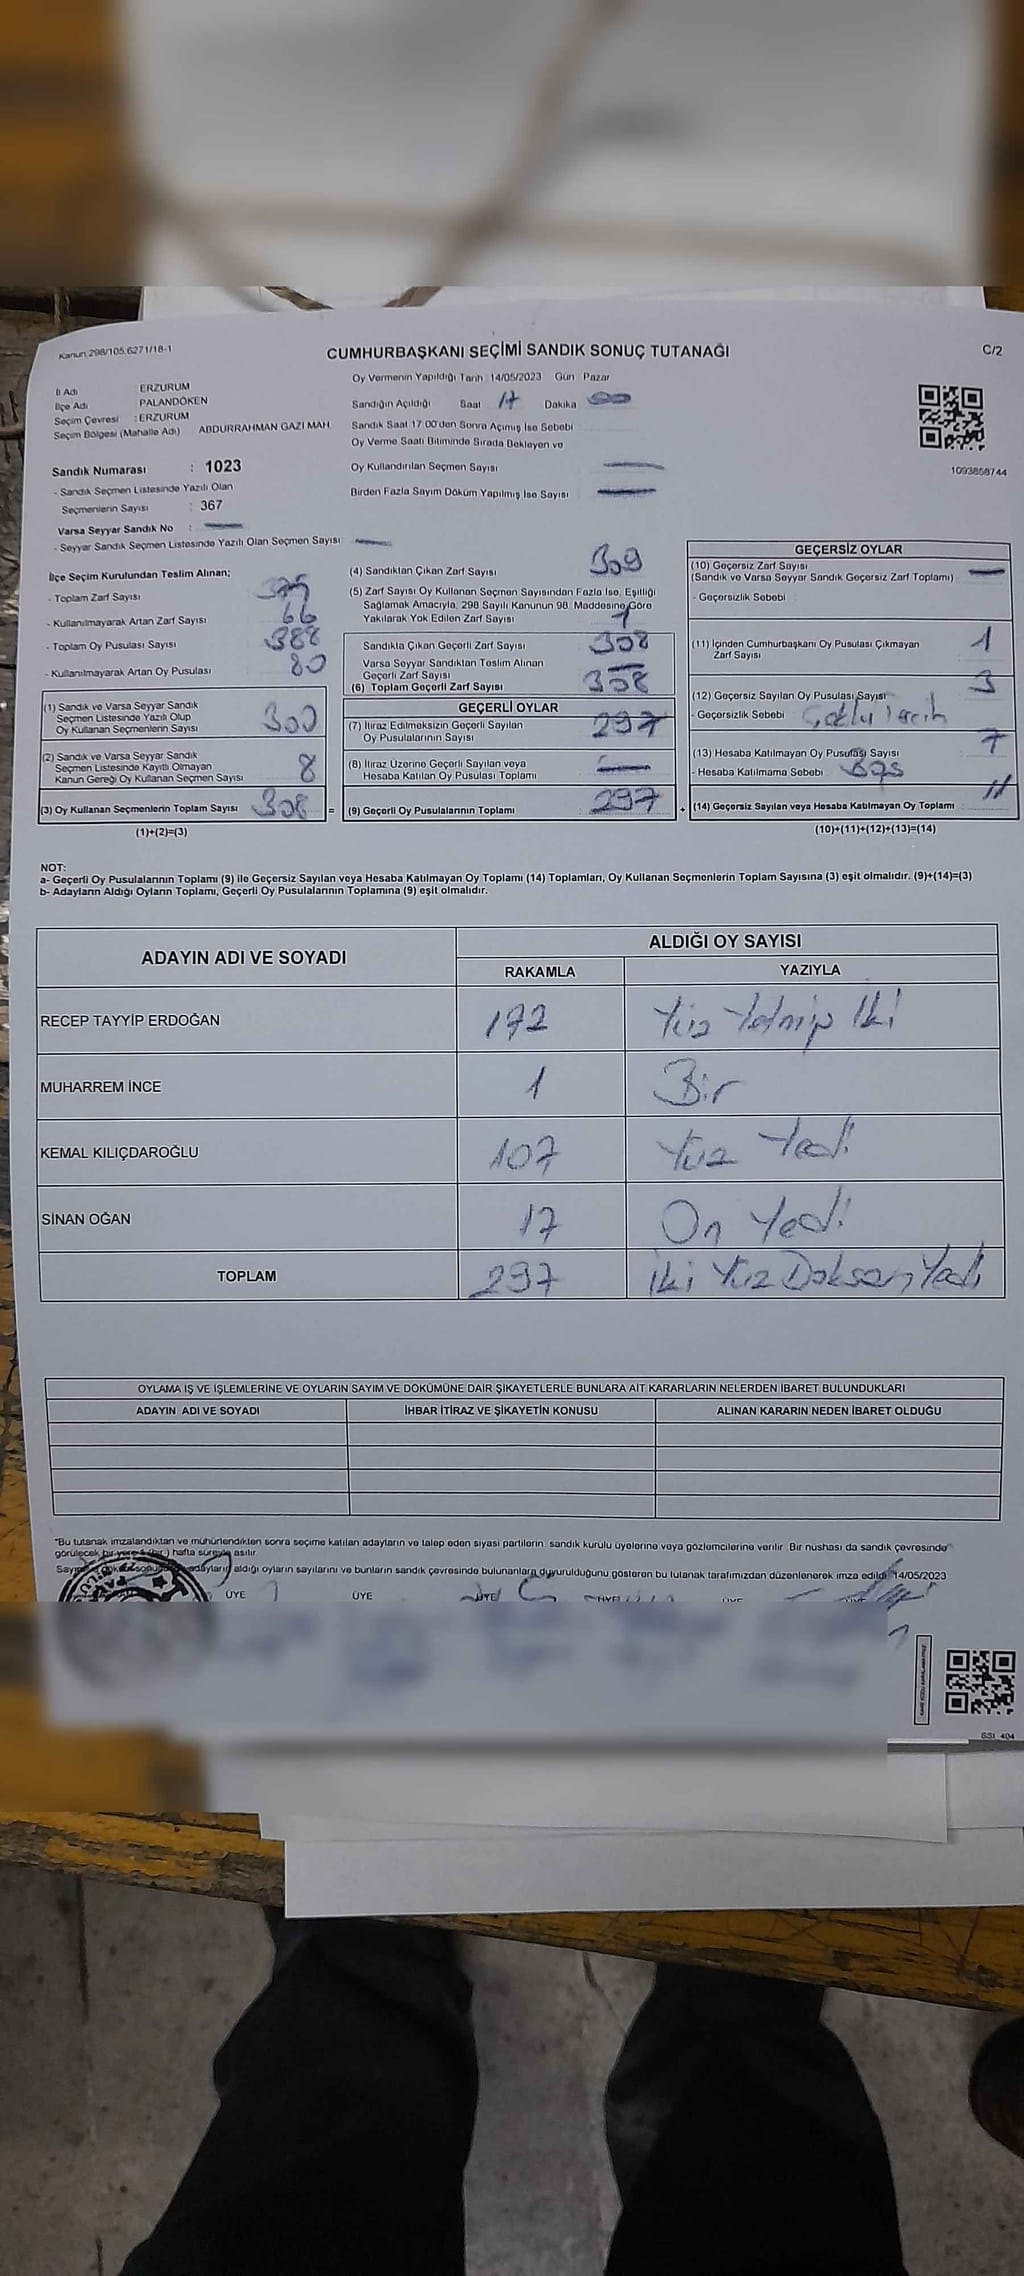 Kanun 298/105,6271/18-1
CUMHURBAŞKANI SEÇİMİ SANDIK SONUÇ TUTANAĞI
C/2
İl Adı ERZURUM
İlçe Adı PALANDÖKEN
Seçim Çevresi : ERZURUM
Seçim Bölgesi (Mahalle Adı) ABDURRAHMAN GAZİ MAH.
Oy Vermenin Yapıldığı Tarih 14/05/2023 Gün Pazar
Sandığın Açıldığı Saat 17 Dakika 00
Sandık Saat 17:00'den Sonra Açımış İse Sebebi
Oy Verme Saati Bitiminde Sırada Bekleyen ve
Oy Kullandırılan Seçmen Sayısı
Birden Fazla Sayım Döküm Yapılmış İse Sayısı
1093858744
Sandık Numarası : 1023
- Sandık Seçmen Listesinde Yazılı Olan
Seçmenlerin Sayısı : 367
Varsa Seyyar Sandık No :
- Seyyar Sandık Seçmen Listesinde Yazılı Olan Seçmen Sayısı
İlçe Seçim Kurulundan Teslim Alınan;
- Toplam Zarf Sayısı
- Kullanılmayarak Artan Zarf Sayısı 66
- Toplam Oy Pusulası Sayısı 388
- Kullanılmayarak Artan Oy Pusulası 80
(1) Sandık ve Varsa Seyyar Sandık
Seçmen Listesinde Yazılı Olup
Oy Kullanan Seçmenlerin Sayısı 300
(2) Sandık ve Varsa Seyyar Sandık
Seçmen Listesinde Kayıtlı Olmayan
Kanun Gereği Oy Kullanan Seçmen Sayısı 8
(3) Oy Kullanan Seçmenlerin Toplam Sayısı 308 =
(1)+(2)=(3)
(4) Sandıktan Çıkan Zarf Sayısı 309
(5) Zarf Sayısı Oy Kullanan Seçmen Sayısından Fazla İse, Eşitliği
Sağlamak Amacıyla, 298 Sayılı Kanunun 98. Maddesine Göre
Yakılarak Yok Edilen Zarf Sayısı 1
Sandıkla Çıkan Geçerli Zarf Sayısı 308
Varsa Seyyar Sandıktan Teslim Alınan
Geçerli Zarf Sayısı
(6) Toplam Geçerli Zarf Sayısı 308
GEÇERLİ OYLAR
(7) İtiraz Edilmeksizin Geçerli Sayılan
Oy Pusulalarının Sayısı 297
(8) İtiraz Üzerine Geçerli Sayılan veya
Hesaba Katılan Oy Pusulası Toplamı
(9) Geçerli Oy Pusulalarının Toplamı 297 +
GEÇERSİZ OYLAR
(10) Geçersiz Zarf Sayısı
(Sandık ve Varsa Seyyar Sandık Geçersiz Zarf Toplamı)
- Geçersizlik Sebebi
(11) İçinden Cumhurbaşkanı Oy Pusulası Çıkmayan
Zarf Sayısı 1
(12) Geçersiz Sayılan Oy Pusulası Sayısı 3
- Geçersizlik Sebebi Çoklu Tercih
(13) Hesaba Katılmayan Oy Pusulası Sayısı 7
- Hesaba Katılmama Sebebi Boş
(14) Geçersiz Sayılan veya Hesaba Katılmayan Oy Toplamı 11
(10)+(11)+(12)+(13)=(14)
NOT:
a- Geçerli Oy Pusulalarının Toplamı (9) ile Geçersiz Sayılan veya Hesaba Katılmayan Oy Toplamı (14) Toplamları, Oy Kullanan Seçmenlerin Toplam Sayısına (3) eşit olmalıdır. (9)+(14)=(3)
b- Adayların Aldığı Oyların Toplamı, Geçerli Oy Pusulalarının Toplamına (9) eşit olmalıdır.
ADAYIN ADI VE SOYADI
ALDIĞI OY SAYISI
RAKAMLA YAZIYLA
RECEP TAYYİP ERDOĞAN 172 Yüz Yetmiş İki
MUHARREM İNCE 1 Bir
KEMAL KILIÇDAROĞLU 107 Yüz Yedi
SİNAN OĞAN 17 On Yedi
TOPLAM 297 İki Yüz Doksan Yedi
OYLAMA İŞ VE İŞLEMLERİNE VE OYLARIN SAYIM VE DÖKÜMÜNE DAİR ŞİKAYETLERLE BUNLARA AİT KARARLARIN NELERDEN İBARET BULUNDUKLARI
ADAYIN ADI VE SOYADI İHBAR İTİRAZ VE ŞİKAYETİN KONUSU ALINAN KARARIN NEDEN İBARET OLDUĞU
"Bu tutanak imzalandıktan ve mühürlendikten sonra seçime katılan adayların ve talep eden siyasi partilerin sandık kurulu üyelerine veya gözlemcilerine verilir. Bir nüshası da sandık çevresinde
görülecek bir yere 1 (bir) hafta süreyle asılır.
adayların aldığı oyların sayılarını ve bunların sandık çevresinde bulunanlara duyurulduğunu gösteren bu tutanak tarafımızdan düzenlenerek imza edildi. 14/05/2023
ÜYE ÜYE ÜYE ÜYE ÜYE
SSI 404